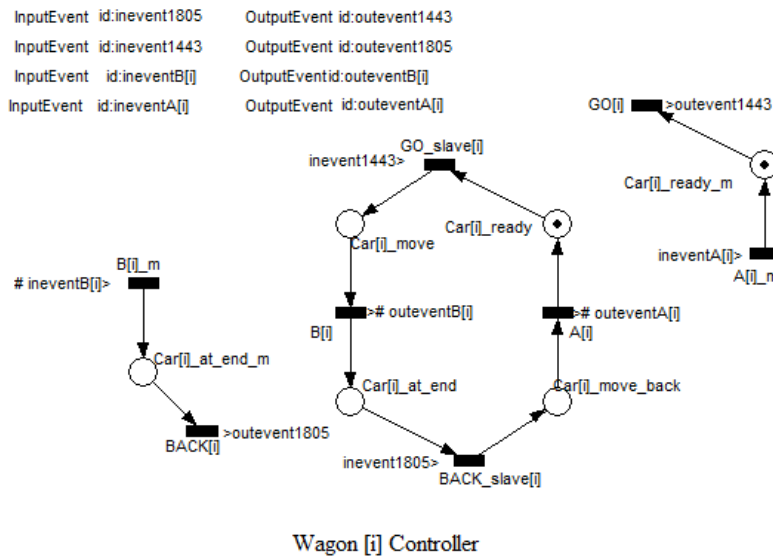 InputEvent id:inevent1805 OutputEvent id:outevent1443
InputEvent id:inevent1443 OutputEvent id:outevent1805
InputEvent id:ineventB[i] OutputEventid:outeventB[i]
InputEvent id:ineventA[i] OutputEvent id:outeventA[i]
GO[i] >outevent1443
GO_slave[i]
inevent1443>
Car[i]_ready_m
Car[i]_move
Car[i]_ready
ineventA[i]>
B[i]_m
A[i]_m
# ineventB[i]>
># outeventB[i]
># outeventA[i]
B[i]
A[i]
Car[i]_at_end_m
Car[i]_at_end
Car[i]_move_back
>outevent1805
BACK[i]
inevent1805>
BACK_slave[i]
Wagon [i] Controller